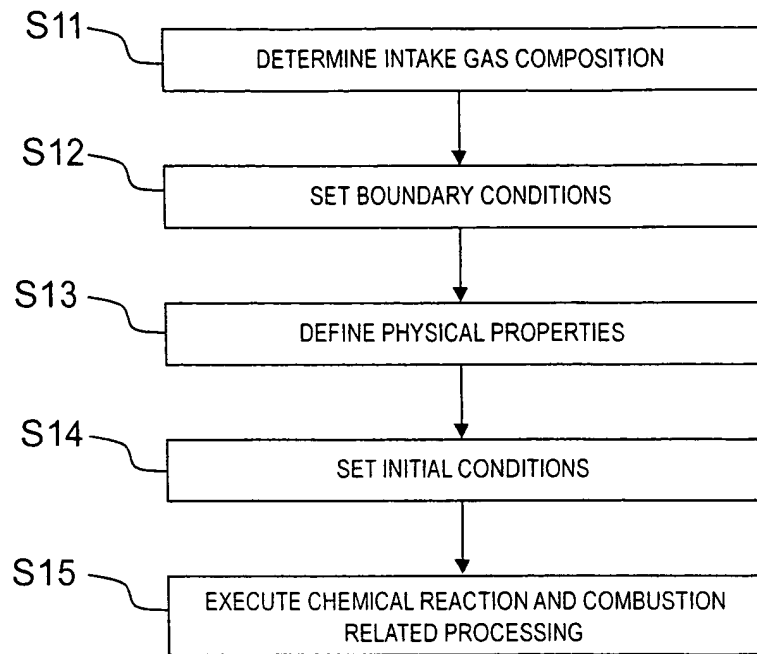 S11
DETERMINE INTAKE GAS COMPOSITION
S12
SET BOUNDARY CONDITIONS
S13
DEFINE PHYSICAL PROPERTIES
S14
SET INITIAL CONDITIONS
S15
EXECUTE CHEMICAL REACTION AND COMBUSTION
RELATED PROCESSING